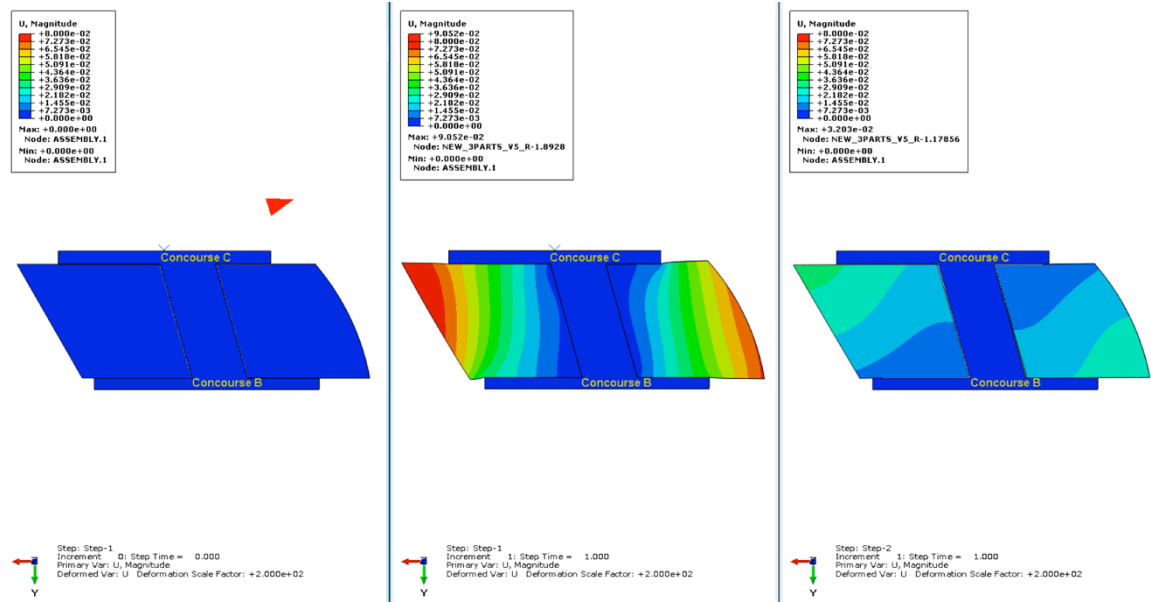 U, Magnitude
+8.000e-02
+7.273e-02
+6.545e-02
+5.818e-02
+5.091e-02
+4.364e-02
+3.636e-02
+2.909e-02
+2.182e-02
+1.455e-02
+7.273e-03
+0.000e+00
Max: +0.000e+00
Node: ASSEMBLY.1
Min: +0.000e+00
Node: ASSEMBLY.1
Concourse C
Concourse B
Step: Step-1
Increment 0: Step Time = 0.000
Primary Var: U, Magnitude
Deformed Var: U Deformation Scale Factor: +2.000e+02
Y
U, Magnitude
+9.052e-02
+8.000e-02
+7.273e-02
+6.545e-02
+5.818e-02
+5.091e-02
+4.364e-02
+3.636e-02
+2.909e-02
+2.182e-02
+1.455e-02
+7.273e-03
+0.000e+00
Max: +9.052e-02
Node: NEW_3PARTS_V5_R-1.8928
Min: +0.000e+00
Node: ASSEMBLY.1
Concourse C
Concourse B
Step: Step-1
Increment 1: Step Time = 1.000
Primary Var: U, Magnitude
Deformed Var: U Deformation Scale Factor: +2.000e+02
Y
U, Magnitude
+8.000e-02
+7.273e-02
+6.545e-02
+5.818e-02
+5.091e-02
+4.364e-02
+3.636e-02
+2.909e-02
+2.182e-02
+1.455e-02
+7.273e-03
+0.000e+00
Max: +3.203e-02
Node: NEW_3PARTS_V5_R-1.17856
Min: +0.000e+00
Node: ASSEMBLY.1
Concourse C
Concourse B
Step: Step-2
Increment 1: Step Time = 1.000
Primary Var: U, Magnitude
Deformed Var: U Deformation Scale Factor: +2.000e+02
Y